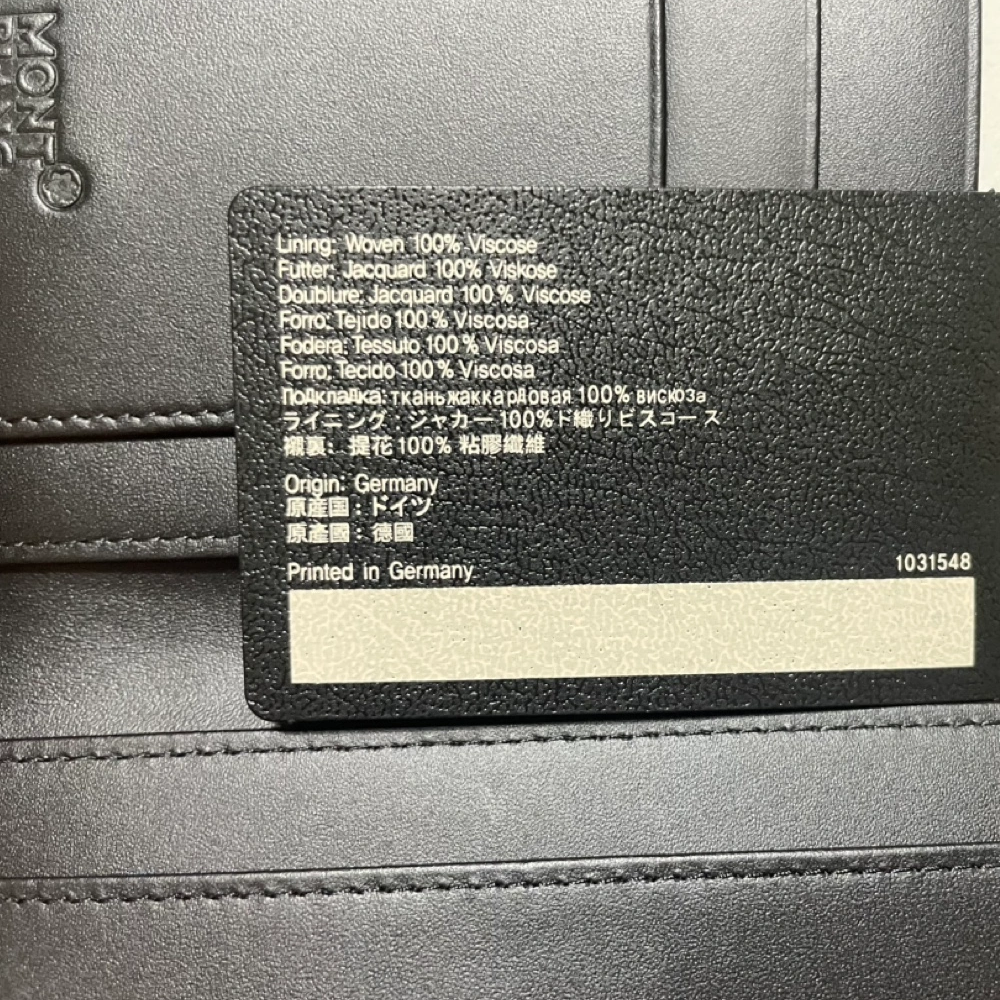 MONT
BLANC
Lining: Woven 100% Viscose
Futter: Jacquard 100% Viskose
Doublure: Jacquard 100% Viscose
Forro: Tejido 100% Viscosa
Fodera: Tessuto 100% Viscosa
Forro: Tecido 100% Viscosa
Подкладка: тканьжаккардовая 100% вискоза
ライニング：ジャカー100%ド織りビスコース
襯裏：提花100% 粘膠纖維
Origin: Germany
原産国：ドイツ
原產國：德國
Printed in Germany
1031548